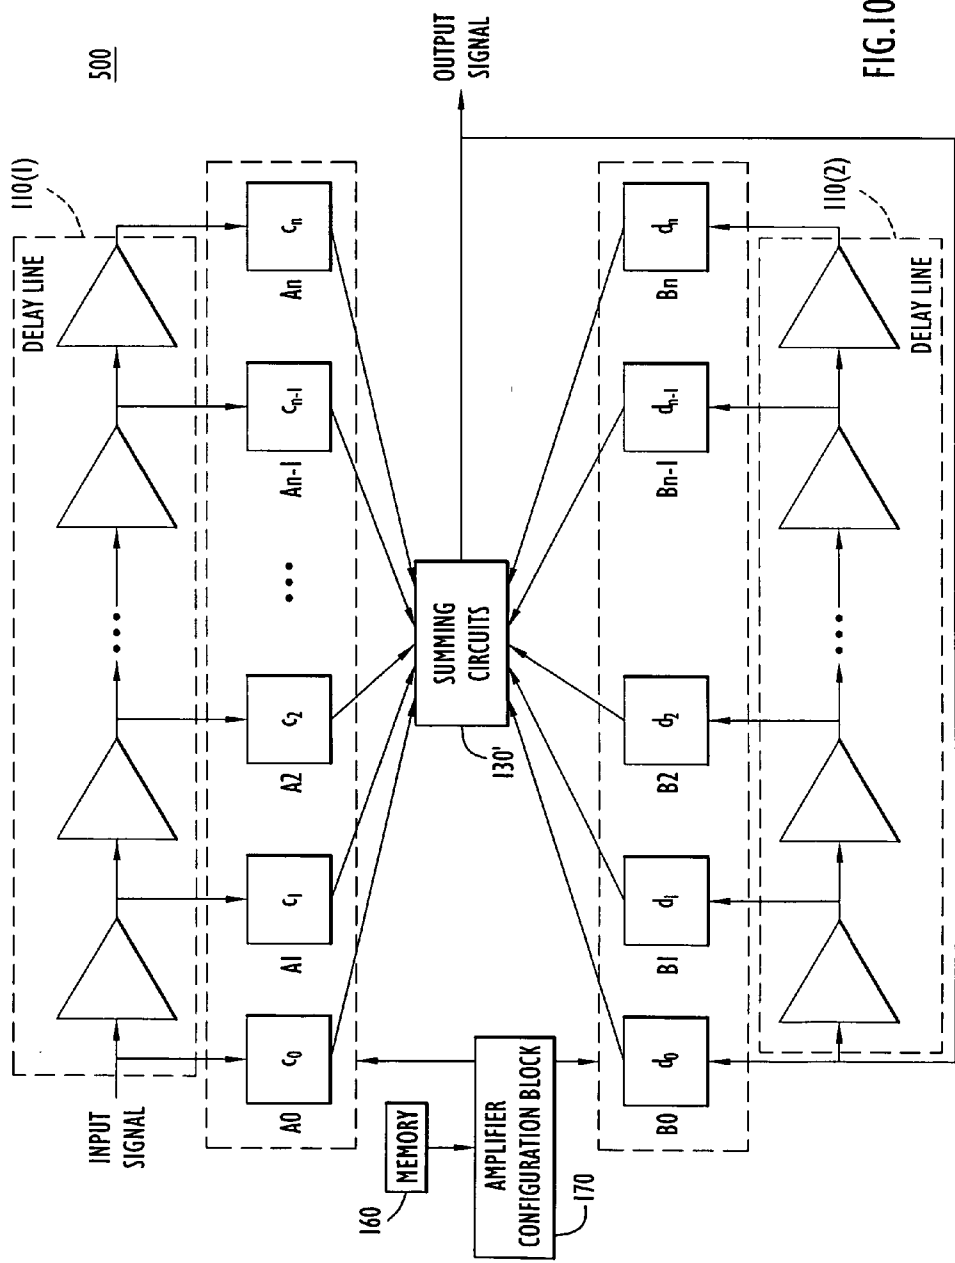 500
110(1)
DELAY LINE
INPUT
SIGNAL
c0
c1
c2
cn-1
cn
A0
A1
A2
...
An-1
An
MEMORY
160
AMPLIFIER
CONFIGURATION BLOCK
170
SUMMING
CIRCUITS
130'
OUTPUT
SIGNAL
B0
B1
B2
Bn-1
Bn
d0
d1
d2
dn-1
dn
110(2)
DELAY LINE
FIG.10